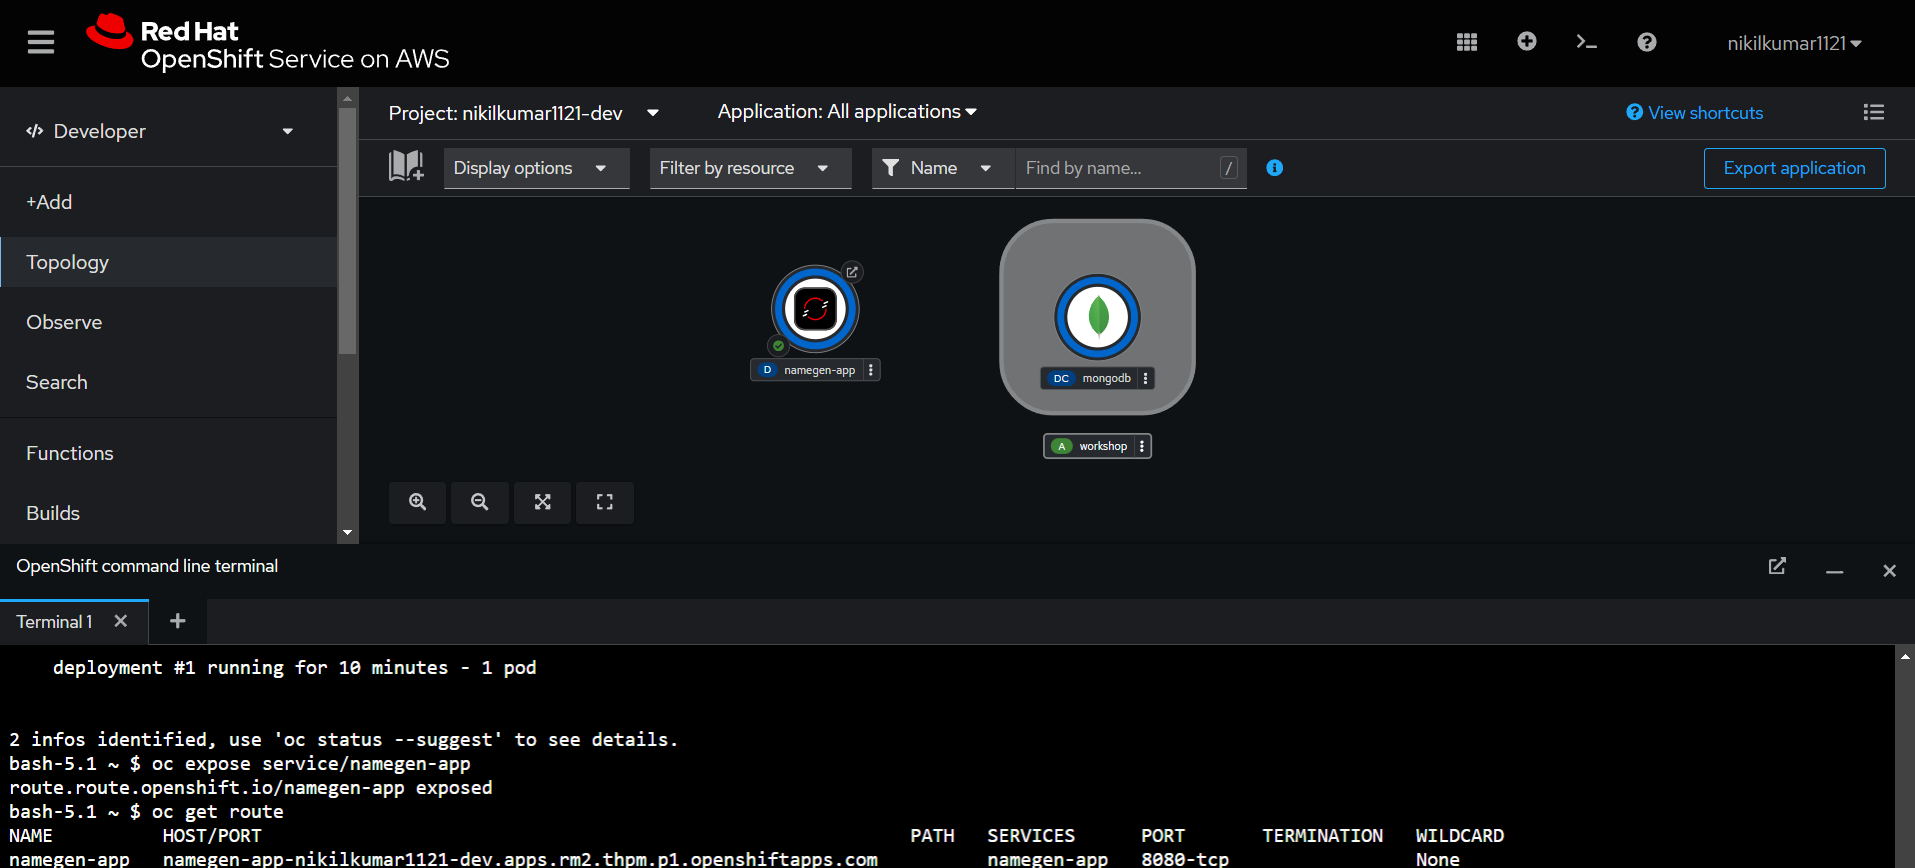 Red Hat
OpenShift Service on AWS
nikilkumar1121
Developer
Project: nikilkumar1121-dev
Application: All applications
View shortcuts
Display options
Filter by resource
Name
Find by name...
/
Export application
+Add
Topology
Observe
Search
Functions
Builds
D namegen-app
DC mongodb
A workshop
OpenShift command line terminal
Terminal 1
deployment #1 running for 10 minutes - 1 pod
2 infos identified, use 'oc status --suggest' to see details.
bash-5.1 ~ $ oc expose service/namegen-app
route.route.openshift.io/namegen-app exposed
bash-5.1 ~ $ oc get route
NAME HOST/PORT PATH SERVICES PORT TERMINATION WILDCARD
namegen-app namegen-app-nikilkumar1121-dev.apps.rm2.thpm.p1.openshiftapps.com namegen-app 8080-tcp None